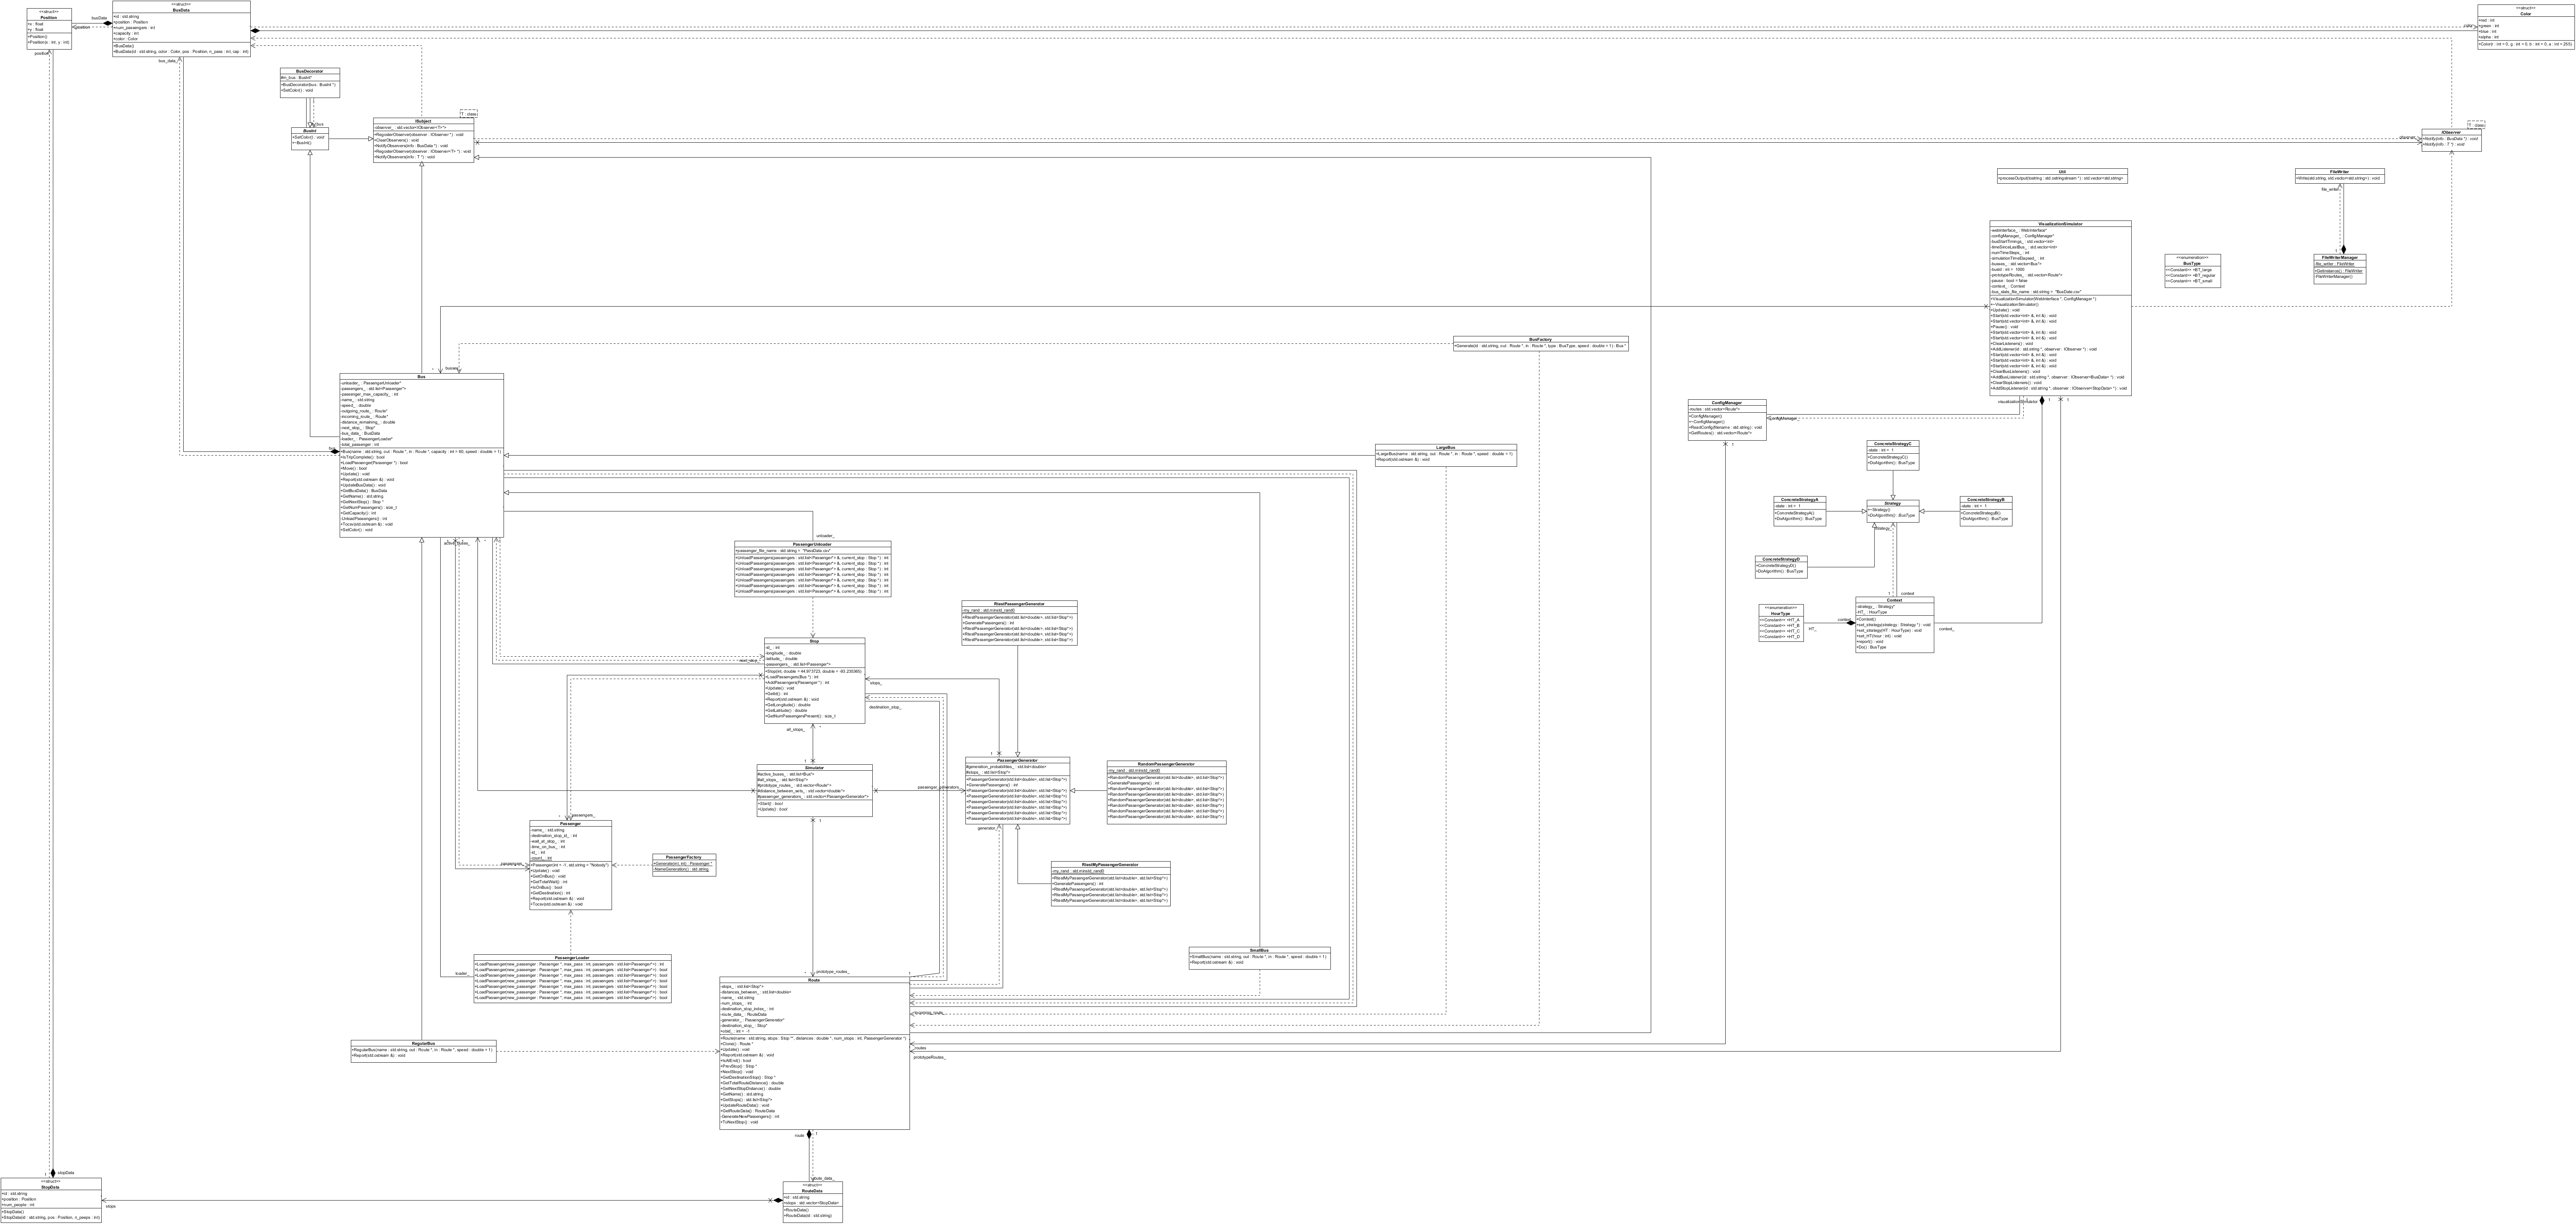 <<struct>>
Position
+x : float
+y : float
+Position()
+Position(x : int, y : int)
busData
position
position
<<struct>>
BusData
+id : std.string
+position : Position
+num_passengers : int
+capacity : int
+color : Color
+BusData()
+BusData(id : std.string, color : Color, pos : Position, n_pass : int, cap : int)
bus_data_
color
<<struct>>
Color
+red : int
+green : int
+blue : int
+alpha : int
+Color(r : int = 0, g : int = 0, b : int = 0, a : int = 255)
BusDecorator
#m_bus : BusInt*
+BusDecorator(bus : BusInt *)
+SetColor() : void
BusInt
+SetColor() : void
+~BusInt()
T : class
ISubject
-observer_ : std.vector<IObserver<T>*>
+RegisterObserver(observer : IObserver *) : void
+ClearObservers() : void
+NotifyObservers(info : BusData *) : void
+RegisterObserver(observer : IObserver<T> *) : void
+NotifyObservers(info : T *) : void
observer_
T : class
IObserver
+Notify(info : BusData *) : void
+Notify(info : T *) : void
Util
+processOutput(mstring : std.ostringstream *) : std.vector<std.string>
FileWriter
+Write(std.string, std.vector<std.string>) : void
file_writer_
1
FileWriterManager
-file_writer : FileWriter
+GetInstance() : FileWriter
-FileWriterManager()
<<enumeration>>
BusType
<<Constant>> +BT_large
<<Constant>> +BT_regular
<<Constant>> +BT_small
VisualizationSimulator
-webInterface_ : WebInterface*
-configManager_ : ConfigManager*
-busStartTimings_ : std.vector<int>
-timeSinceLastBus_ : std.vector<int>
-numTimeSteps_ : int
-simulationTimeElapsed_ : int
-busses_ : std.vector<Bus*>
-busId : int = 1000
-prototypeRoutes_ : std.vector<Route*>
-pause : bool = false
-context_ : Context
-bus_stats_file_name : std.string = "BusData.csv"
+VisualizationSimulator(WebInterface *, ConfigManager *)
+~VisualizationSimulator()
+Update() : void
+Start(std.vector<int> &, int &) : void
+Start(std.vector<int> &, int &) : void
+Pause() : void
+Start(std.vector<int> &, int &) : void
+Start(std.vector<int> &, int &) : void
+ClearListeners() : void
+AddListener(id : std.string *, observer : IObserver *) : void
+Start(std.vector<int> &, int &) : void
+Start(std.vector<int> &, int &) : void
+Start(std.vector<int> &, int &) : void
+ClearBusListeners() : void
+AddBusListener(id : std.string *, observer : IObserver<BusData> *) : void
+ClearStopListeners() : void
+AddStopListener(id : std.string *, observer : IObserver<StopData> *) : void
visualizationSimulator
1
1
BusFactory
+Generate(id : std.string, out : Route *, in : Route *, type : BusType, speed : double = 1) : Bus *
busses_
Bus
-unloader_ : PassengerUnloader*
-passengers_ : std.list<Passenger*>
-passenger_max_capacity_ : int
-name_ : std.string
-speed_ : double
-outgoing_route_ : Route*
-incoming_route_ : Route*
-distance_remaining_ : double
-next_stop_ : Stop*
-bus_data_ : BusData
-loader_ : PassengerLoader*
-total_passenger : int
+Bus(name : std.string, out : Route *, in : Route *, capacity : int = 60, speed : double = 1)
+IsTripComplete() : bool
+LoadPassenger(Passenger *) : bool
+Move() : bool
+Update() : void
+Report(std.ostream &) : void
+UpdateBusData() : void
+GetBusData() : BusData
+GetName() : std.string
+GetNextStop() : Stop *
+GetNumPassengers() : size_t
+GetCapacity() : int
-UnloadPassengers() : int
+Tocsv(std.ostream &) : void
+SetColor() : void
bus
active_buses_
ConfigManager
-routes : std.vector<Route*>
+ConfigManager()
+~ConfigManager()
+ReadConfig(filename : std.string) : void
+GetRoutes() : std.vector<Route*>
configManager_
1
LargeBus
+LargeBus(name : std.string, out : Route *, in : Route *, speed : double = 1)
+Report(std.ostream &) : void
ConcreteStrategyC
-state : int = 1
+ConcreteStrategyC()
+DoAlgorithm() : BusType
ConcreteStrategyA
-state : int = 1
+ConcreteStrategyA()
+DoAlgorithm() : BusType
Strategy
+~Strategy()
+DoAlgorithm() : BusType
strategy_
ConcreteStrategyB
-state : int = 1
+ConcreteStrategyB()
+DoAlgorithm() : BusType
ConcreteStrategyD
+ConcreteStrategyD()
+DoAlgorithm() : BusType
1
context
<<enumeration>>
HourType
<<Constant>> +HT_A
<<Constant>> +HT_B
<<Constant>> +HT_C
<<Constant>> +HT_D
HT_
context
Context
-strategy_ : Strategy*
-HT_ : HourType
+Context()
+set_strategy(strategy : Strategy *) : void
+set_strategy(HT : HourType) : void
+set_HT(hour : int) : void
+report() : void
+Do() : BusType
context_
unloader_
PassengerUnloader
+passenger_file_name : std.string = "PassData.csv"
+UnloadPassengers(passengers : std.list<Passenger*> &, current_stop : Stop *) : int
+UnloadPassengers(passengers : std.list<Passenger*> &, current_stop : Stop *) : int
+UnloadPassengers(passengers : std.list<Passenger*> &, current_stop : Stop *) : int
+UnloadPassengers(passengers : std.list<Passenger*> &, current_stop : Stop *) : int
+UnloadPassengers(passengers : std.list<Passenger*> &, current_stop : Stop *) : int
+UnloadPassengers(passengers : std.list<Passenger*> &, current_stop : Stop *) : int
+UnloadPassengers(passengers : std.list<Passenger*> &, current_stop : Stop *) : int
next_stop_
Stop
-id_ : int
-longitude_ : double
-latitude_ : double
-passengers_ : std.list<Passenger*>
+Stop(int, double = 44.973723, double = -93.235365)
+LoadPassengers(Bus *) : int
+AddPassengers(Passenger *) : int
+Update() : void
+GetId() : int
+Report(std.ostream &) : void
+GetLongitude() : double
+GetLatitude() : double
+GetNumPassengersPresent() : size_t
stops_
destination_stop_
all_stops_
1
RtestPassengerGenerator
-my_rand : std.minstd_rand0
+RtestPassengerGenerator(std.list<double>, std.list<Stop*>)
+GeneratePassengers() : int
+RtestPassengerGenerator(std.list<double>, std.list<Stop*>)
+RtestPassengerGenerator(std.list<double>, std.list<Stop*>)
+RtestPassengerGenerator(std.list<double>, std.list<Stop*>)
Simulator
#active_buses_ : std.list<Bus*>
#all_stops_ : std.list<Stop*>
#prototype_routes_ : std.vector<Route*>
#distance_between_sets_ : std.vector<double*>
#passenger_generators_ : std.vector<PassengerGenerator*>
+Start() : bool
+Update() : bool
1
passenger_generators_
1
PassengerGenerator
#generation_probabilities_ : std.list<double>
#stops_ : std.list<Stop*>
+PassengerGenerator(std.list<double>, std.list<Stop*>)
+GeneratePassengers() : int
+PassengerGenerator(std.list<double>, std.list<Stop*>)
+PassengerGenerator(std.list<double>, std.list<Stop*>)
+PassengerGenerator(std.list<double>, std.list<Stop*>)
+PassengerGenerator(std.list<double>, std.list<Stop*>)
+PassengerGenerator(std.list<double>, std.list<Stop*>)
+PassengerGenerator(std.list<double>, std.list<Stop*>)
generator_
RandomPassengerGenerator
-my_rand : std.minstd_rand0
+RandomPassengerGenerator(std.list<double>, std.list<Stop*>)
+GeneratePassengers() : int
+RandomPassengerGenerator(std.list<double>, std.list<Stop*>)
+RandomPassengerGenerator(std.list<double>, std.list<Stop*>)
+RandomPassengerGenerator(std.list<double>, std.list<Stop*>)
+RandomPassengerGenerator(std.list<double>, std.list<Stop*>)
+RandomPassengerGenerator(std.list<double>, std.list<Stop*>)
+RandomPassengerGenerator(std.list<double>, std.list<Stop*>)
passengers_
Passenger
-name_ : std.string
-destination_stop_id_ : int
-wait_at_stop_ : int
-time_on_bus_ : int
-id_ : int
-count_ : int
+Passenger(int = -1, std.string = "Nobody")
+Update() : void
+GetOnBus() : void
+GetTotalWait() : int
+IsOnBus() : bool
+GetDestination() : int
+Report(std.ostream &) : void
+Tocsv(std.ostream &) : void
passengers_
PassengerFactory
+Generate(int, int) : Passenger *
-NameGeneration() : std.string
RtestMyPassengerGenerator
-my_rand : std.minstd_rand0
+RtestMyPassengerGenerator(std.list<double>, std.list<Stop*>)
+GeneratePassengers() : int
+RtestMyPassengerGenerator(std.list<double>, std.list<Stop*>)
+RtestMyPassengerGenerator(std.list<double>, std.list<Stop*>)
+RtestMyPassengerGenerator(std.list<double>, std.list<Stop*>)
loader_
PassengerLoader
+LoadPassenger(new_passenger : Passenger *, max_pass : int, passengers : std.list<Passenger*>*) : int
+LoadPassenger(new_passenger : Passenger *, max_pass : int, passengers : std.list<Passenger*>*) : bool
+LoadPassenger(new_passenger : Passenger *, max_pass : int, passengers : std.list<Passenger*>*) : bool
+LoadPassenger(new_passenger : Passenger *, max_pass : int, passengers : std.list<Passenger*>*) : bool
+LoadPassenger(new_passenger : Passenger *, max_pass : int, passengers : std.list<Passenger*>*) : bool
+LoadPassenger(new_passenger : Passenger *, max_pass : int, passengers : std.list<Passenger*>*) : bool
+LoadPassenger(new_passenger : Passenger *, max_pass : int, passengers : std.list<Passenger*>*) : bool
SmallBus
+SmallBus(name : std.string, out : Route *, in : Route *, speed : double = 1)
+Report(std.ostream &) : void
prototype_routes_
Route
-stops_ : std.list<Stop*>
-distances_between_ : std.list<double>
-name_ : std.string
-num_stops_ : int
-destination_stop_index_ : int
-route_data_ : RouteData
-generator_ : PassengerGenerator*
-destination_stop_ : Stop*
+Route(name : std.string, stops : Stop **, distances : double *, num_stops : int, PassengerGenerator *)
+Clone() : Route *
+Update() : void
+Report(std.ostream &) : void
+IsAtEnd() : bool
+PrevStop() : Stop *
+NextStop() : void
+GetDestinationStop() : Stop *
+GetTotalRouteDistance() : double
+GetNextStopDistance() : double
+GetName() : std.string
+GetStops() : std.list<Stop*>
+UpdateRouteData() : void
+GetRouteData() : RouteData
-GenerateNewPassengers() : int
+ToNextStop() : void
incoming_route_
routes
prototypeRoutes_
RegularBus
+RegularBus(name : std.string, out : Route *, in : Route *, speed : double = 1)
+Report(std.ostream &) : void
route
1
route_data_
<<struct>>
RouteData
+id : std.string
+stops : std.vector<StopData>
+RouteData()
+RouteData(id : std.string)
stops
1
stopData
<<struct>>
StopData
+id : std.string
+position : Position
+num_people : int
+StopData()
+StopData(id : std.string, pos : Position, n_peeps : int)